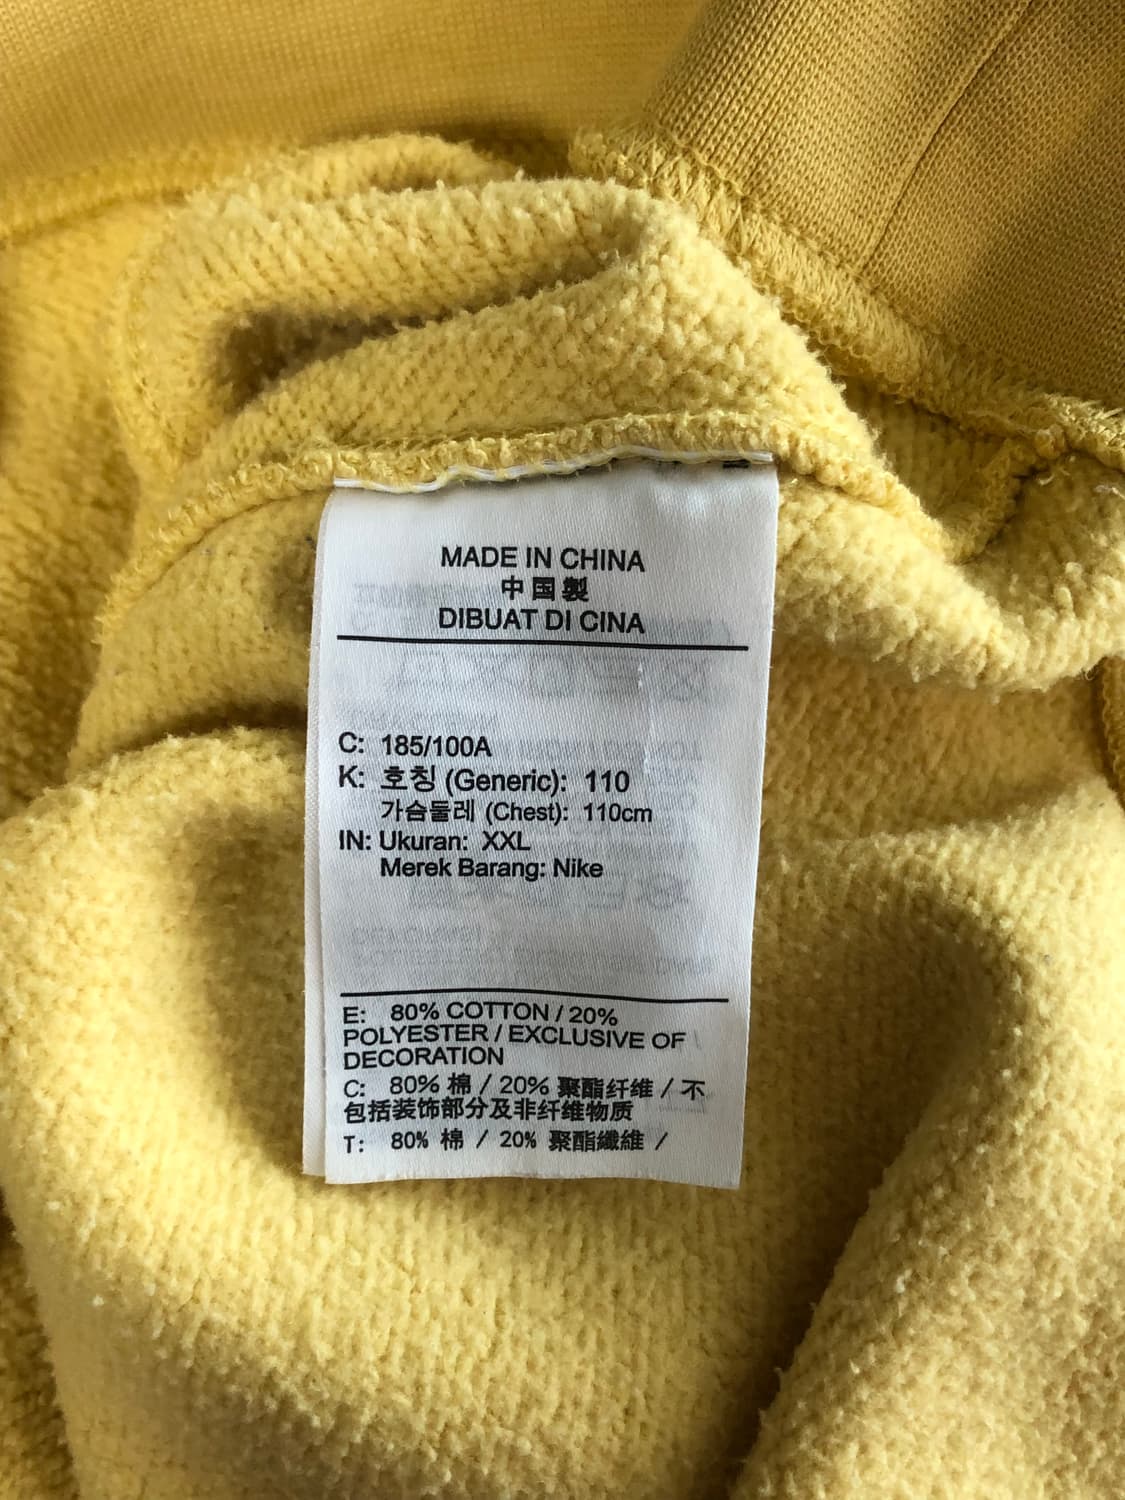 MADE IN CHINA
中国製
DIBUAT DI CINA
C: 185/100A
K: 호칭 (Generic): 110
가슴둘레 (Chest): 110cm
IN: Ukuran: XXL
Merek Barang: Nike
E: 80% COTTON / 20%
POLYESTER / EXCLUSIVE OF
DECORATION
C: 80% 棉 / 20% 聚酯纤维 / 不
包括装饰部分及非纤维物质
T: 80% 棉 / 20% 聚酯纖維 /